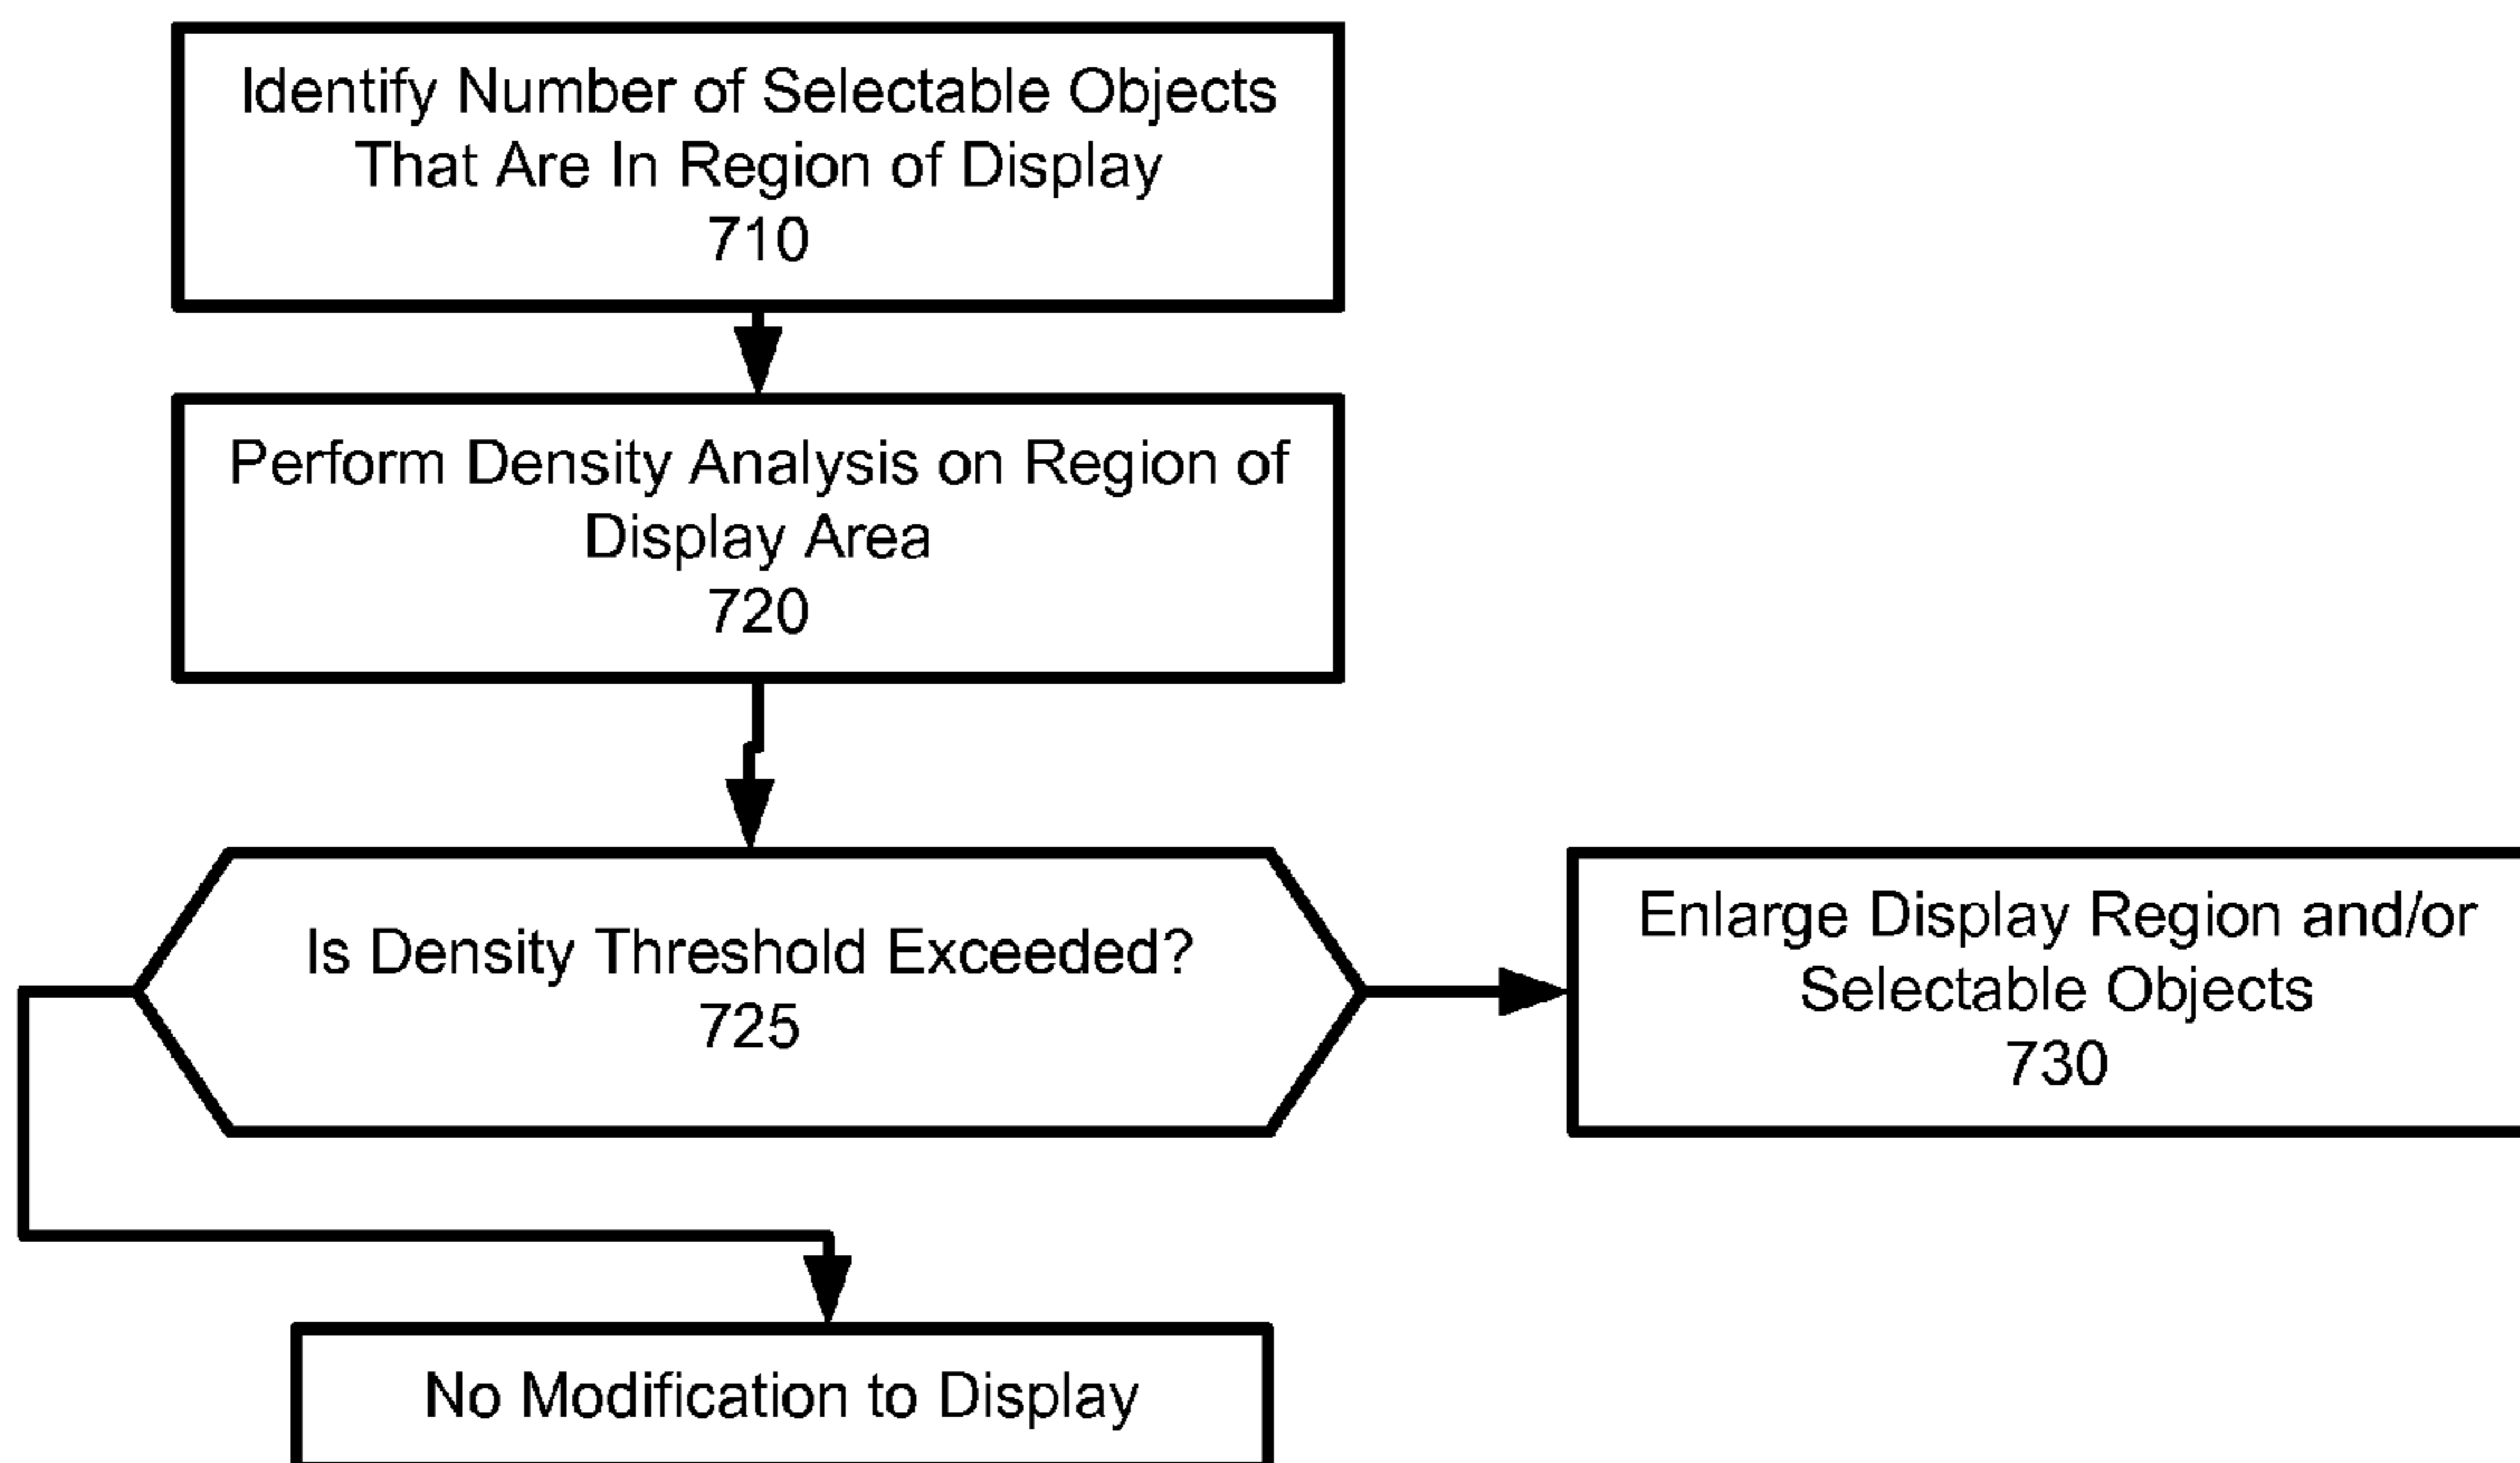 Identify Number of Selectable Objects
That Are In Region of Display
710
Perform Density Analysis on Region of
Display Area
720
Is Density Threshold Exceeded?
725
Enlarge Display Region and/or
Selectable Objects
730
No Modification to Display